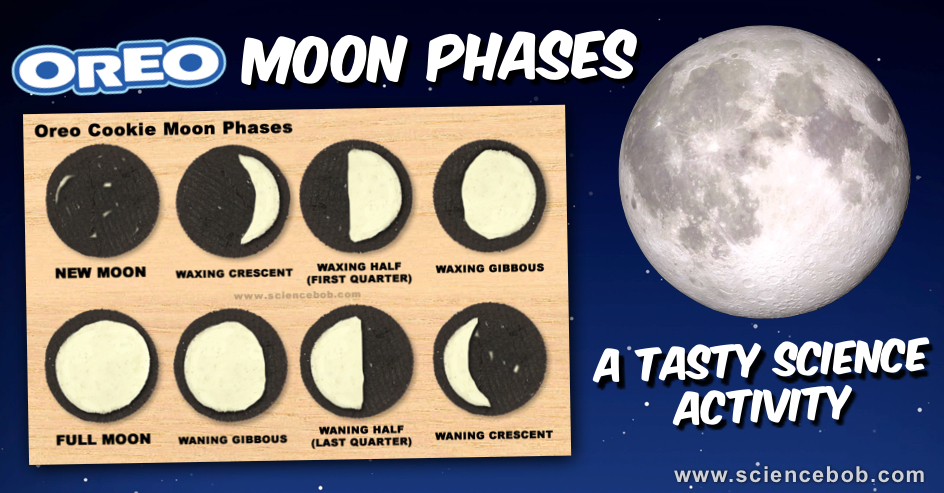 OREO MOON PHASES
Oreo Cookie Moon Phases
NEW MOON
WAXING CRESCENT
WAXING HALF
(FIRST QUARTER)
WAXING GIBBOUS
www.sciencebob.com
FULL MOON
WANING GIBBOUS
WANING HALF
(LAST QUARTER)
WANING CRESCENT
A TASTY SCIENCE
ACTIVITY
www.sciencebob.com